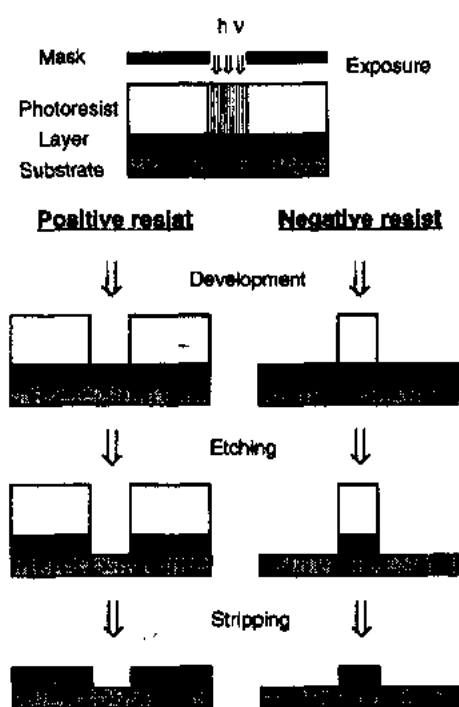 h ν
Mask
Exposure
Photoresist
Layer
Substrate
Positive resist
Negative resist
Development
Etching
Stripping